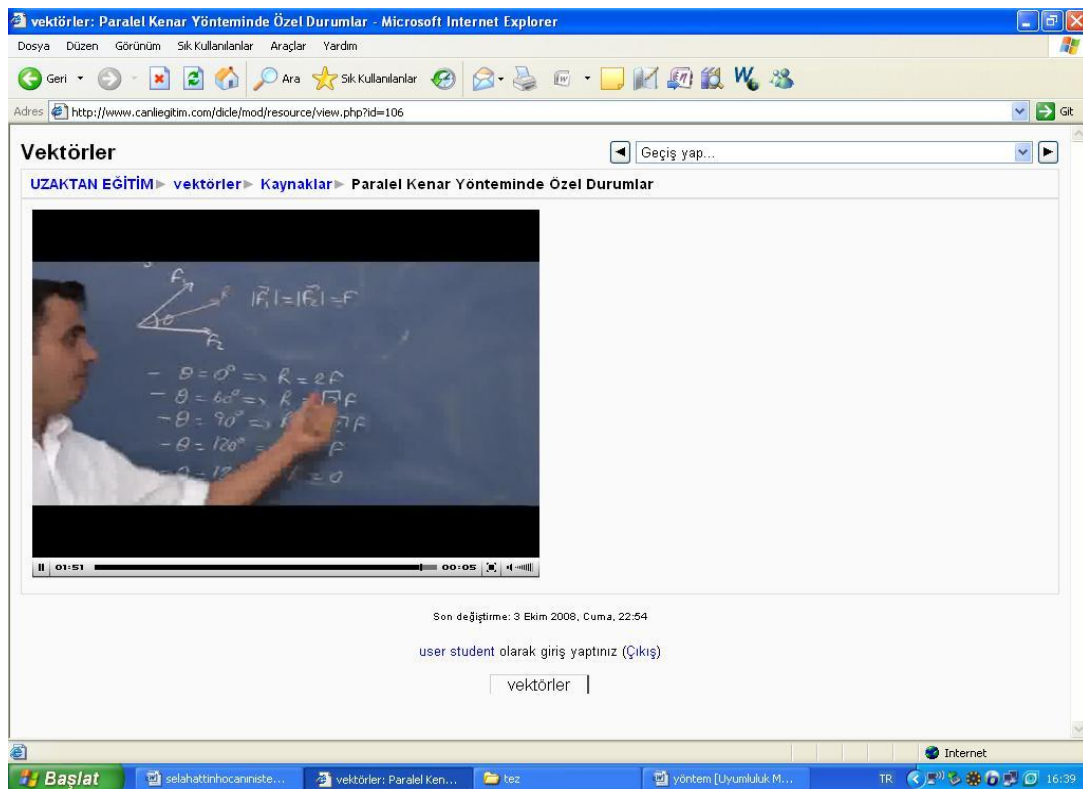 vektörler: Paralel Kenar Yönteminde Özel Durumlar - Microsoft Internet Explorer
Dosya Düzen Görünüm Sık Kullanılanlar Araçlar Yardım
Geri Ara Sık Kullanılanlar
Adres http://www.canliegitim.com/dicle/mod/resource/view.php?id=106 Git
Vektörler Geçiş yap...
UZAKTAN EĞİTİM► vektörler► Kaynaklar► Paralel Kenar Yönteminde Özel Durumlar
F₁ R |F⃗₁|=|F⃗₂|=F
θ
F₂
- θ=0° => R=2F
- θ=60° => R = F
- θ=90° => F
- θ=120° = F
= 0
01:51 00:05
Son değiştirme: 3 Ekim 2008, Cuma, 22:54
user student olarak giriş yaptınız (Çıkış)
vektörler
Internet
Başlat selahattinhocanıniste... vektörler: Paralel Ken... tez yöntem [Uyumluluk M... TR 16:39